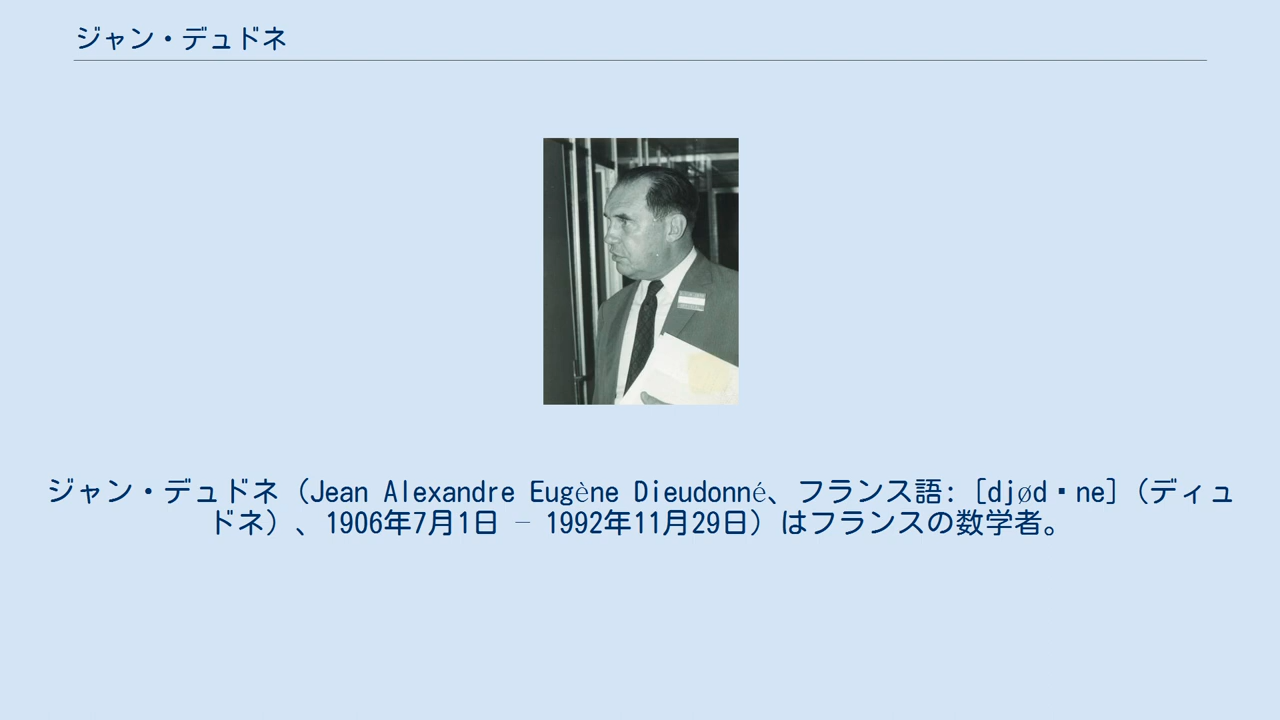 ジャン・デュドネ
ジャン・デュドネ（Jean Alexandre Eugène Dieudonné、フランス語: [djødɔne]（ディュ
ドネ）、1906年7月1日 – 1992年11月29日）はフランスの数学者。